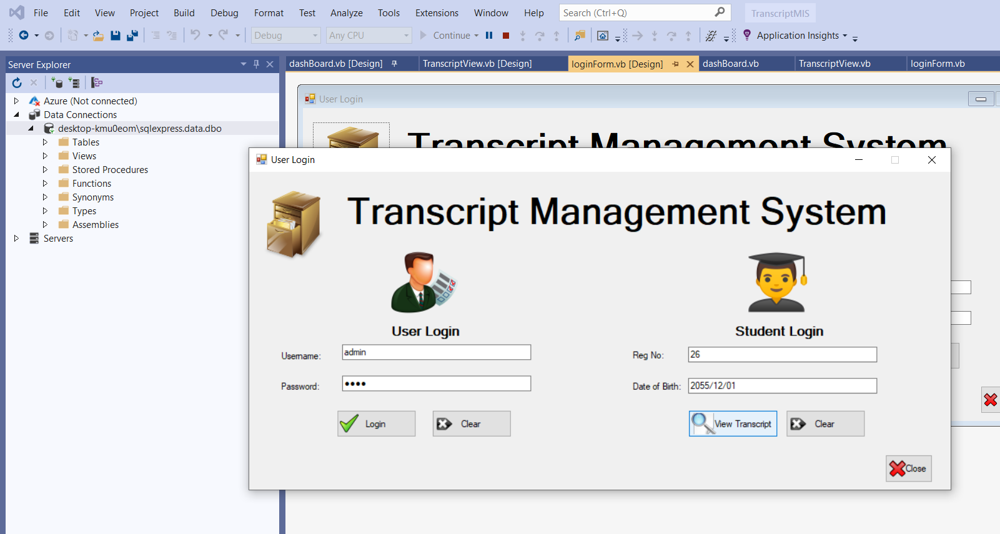 File Edit View Project Build Debug Format Test Analyze Tools Extensions Window Help Search (Ctrl+Q) TranscriptMIS
Debug Any CPU Continue Application Insights
Server Explorer
dashBoard.vb [Design] TranscriptView.vb [Design] loginForm.vb [Design] dashBoard.vb TranscriptView.vb loginForm.vb
Azure (Not connected)
Data Connections
desktop-kmu0eom\sqlexpress.data.dbo
Tables
Views
Stored Procedures
Functions
Synonyms
Types
Assemblies
Servers
User Login
Transcript Management System
User Login
Transcript Management System
User Login
Username: admin
Password: ••••
Login Clear
Student Login
Reg No: 26
Date of Birth: 2055/12/01
View Transcript Clear
Close